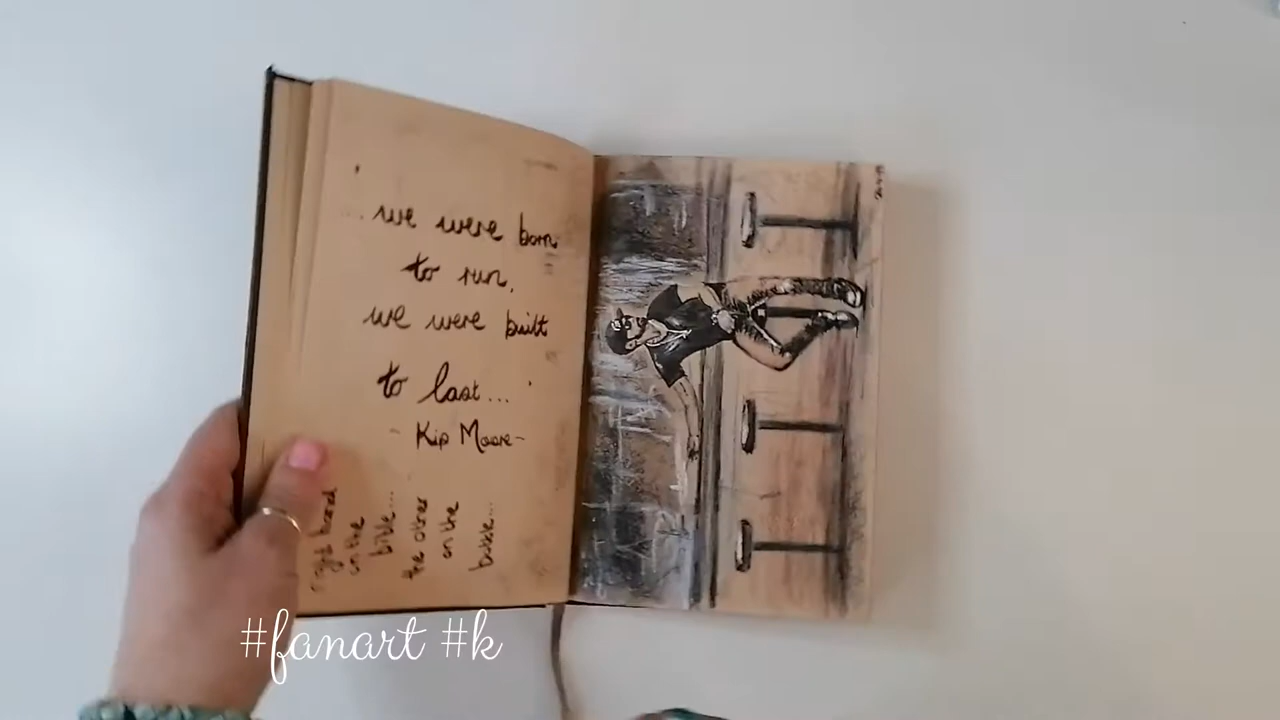 ... we were born
to run,
we were built
to last...
- Kip Moore -
right hand
on the
bible...
the other
on the
bottle...
#fanart #k